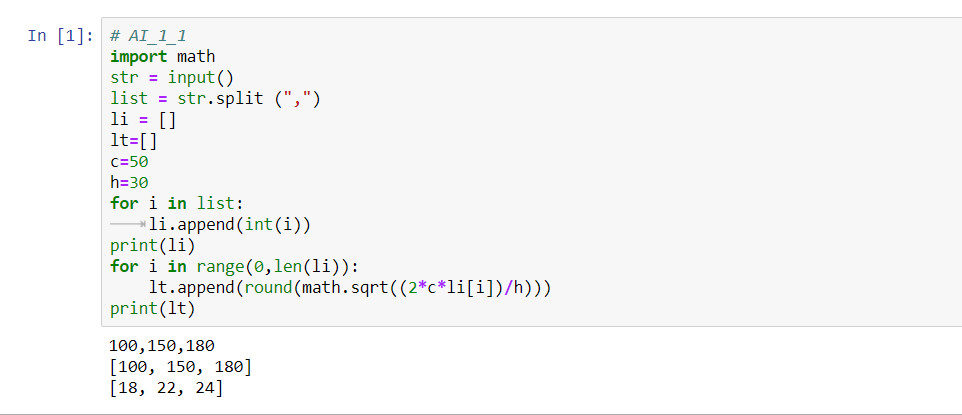 In [1]: # AI_1_1
import math
str = input()
list = str.split (",")
li = []
lt=[]
c=50
h=30
for i in list:
	li.append(int(i))
print(li)
for i in range(0,len(li)):
    lt.append(round(math.sqrt((2*c*li[i])/h)))
print(lt)
100,150,180
[100, 150, 180]
[18, 22, 24]